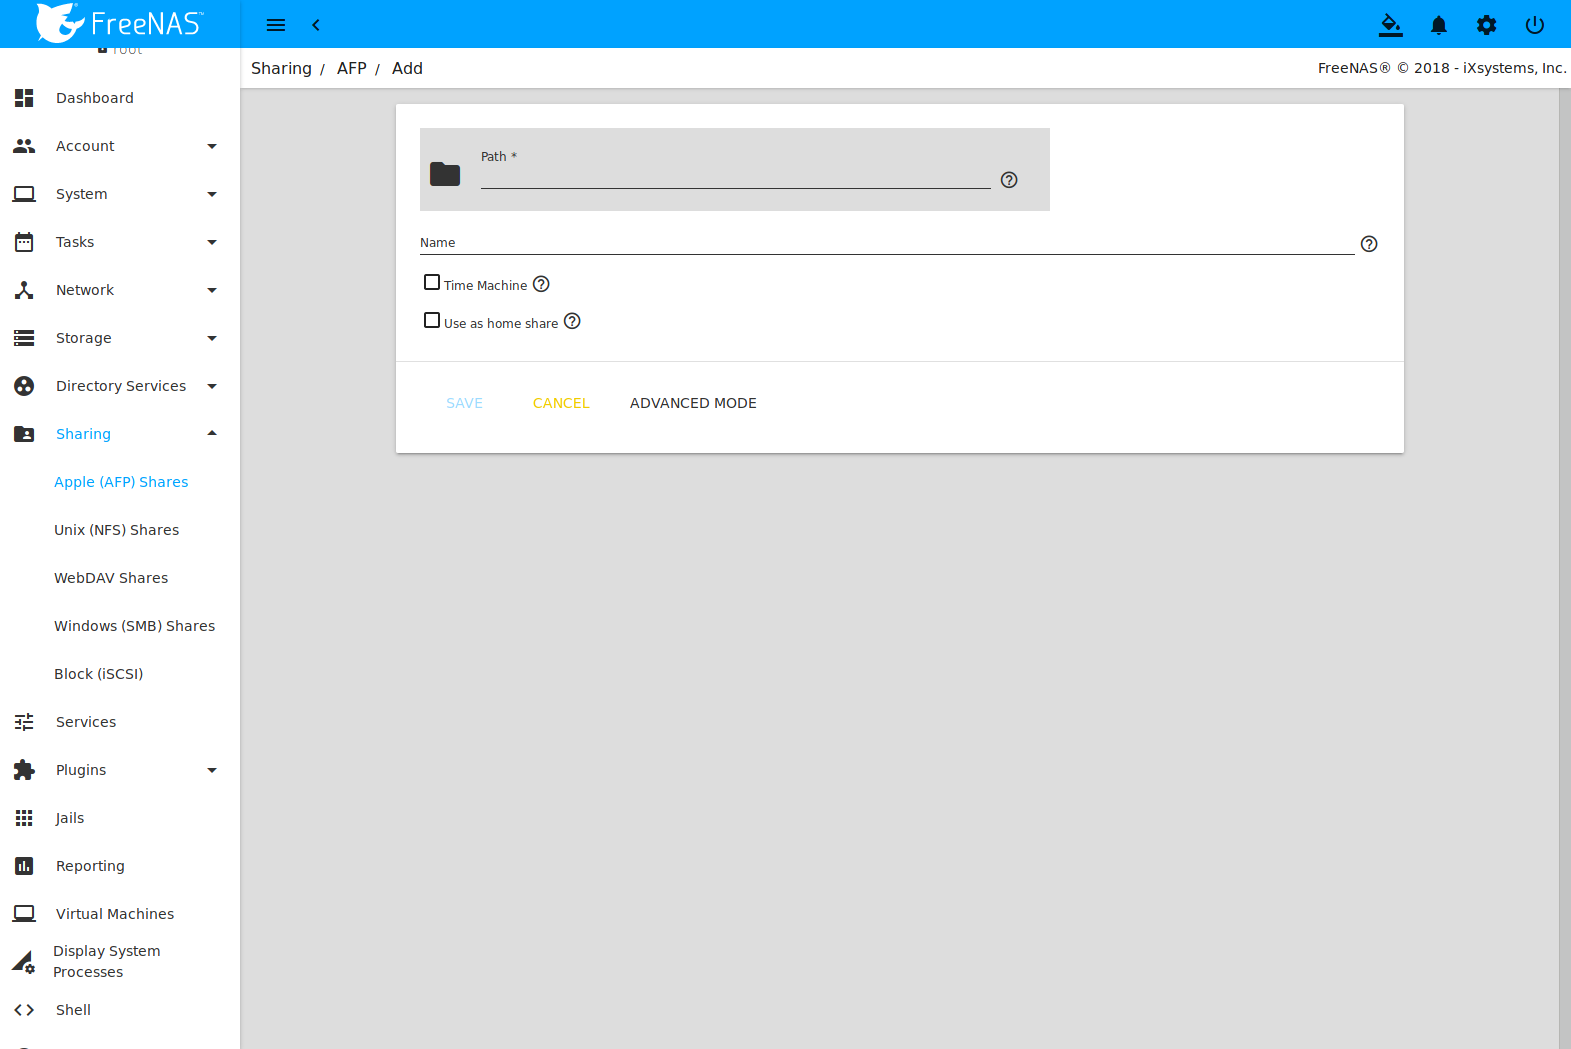 FreeNAS™
root
Sharing / AFP / Add
FreeNAS® © 2018 - iXsystems, Inc.
Dashboard
Account
System
Tasks
Network
Storage
Directory Services
Sharing
Apple (AFP) Shares
Unix (NFS) Shares
WebDAV Shares
Windows (SMB) Shares
Block (iSCSI)
Services
Plugins
Jails
Reporting
Virtual Machines
Display System
Processes
Shell
Path *
Name
Time Machine
Use as home share
SAVE
CANCEL
ADVANCED MODE